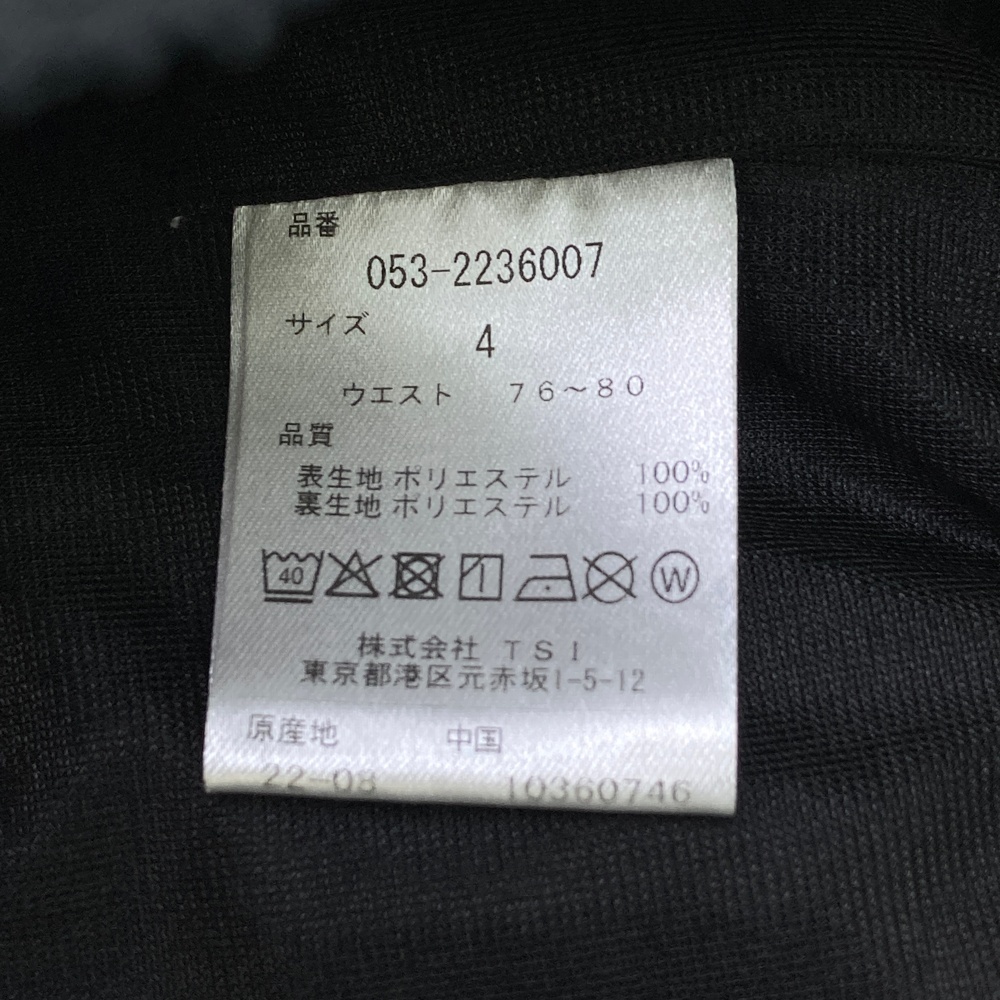 品番
053-2236007
サイズ
4
ウエスト 76～80
品質
表生地 ポリエステル 100%
裏生地 ポリエステル 100%
40 W
株式会社 TSI
東京都港区元赤坂1-5-12
原産地 中国
22-08 10360746